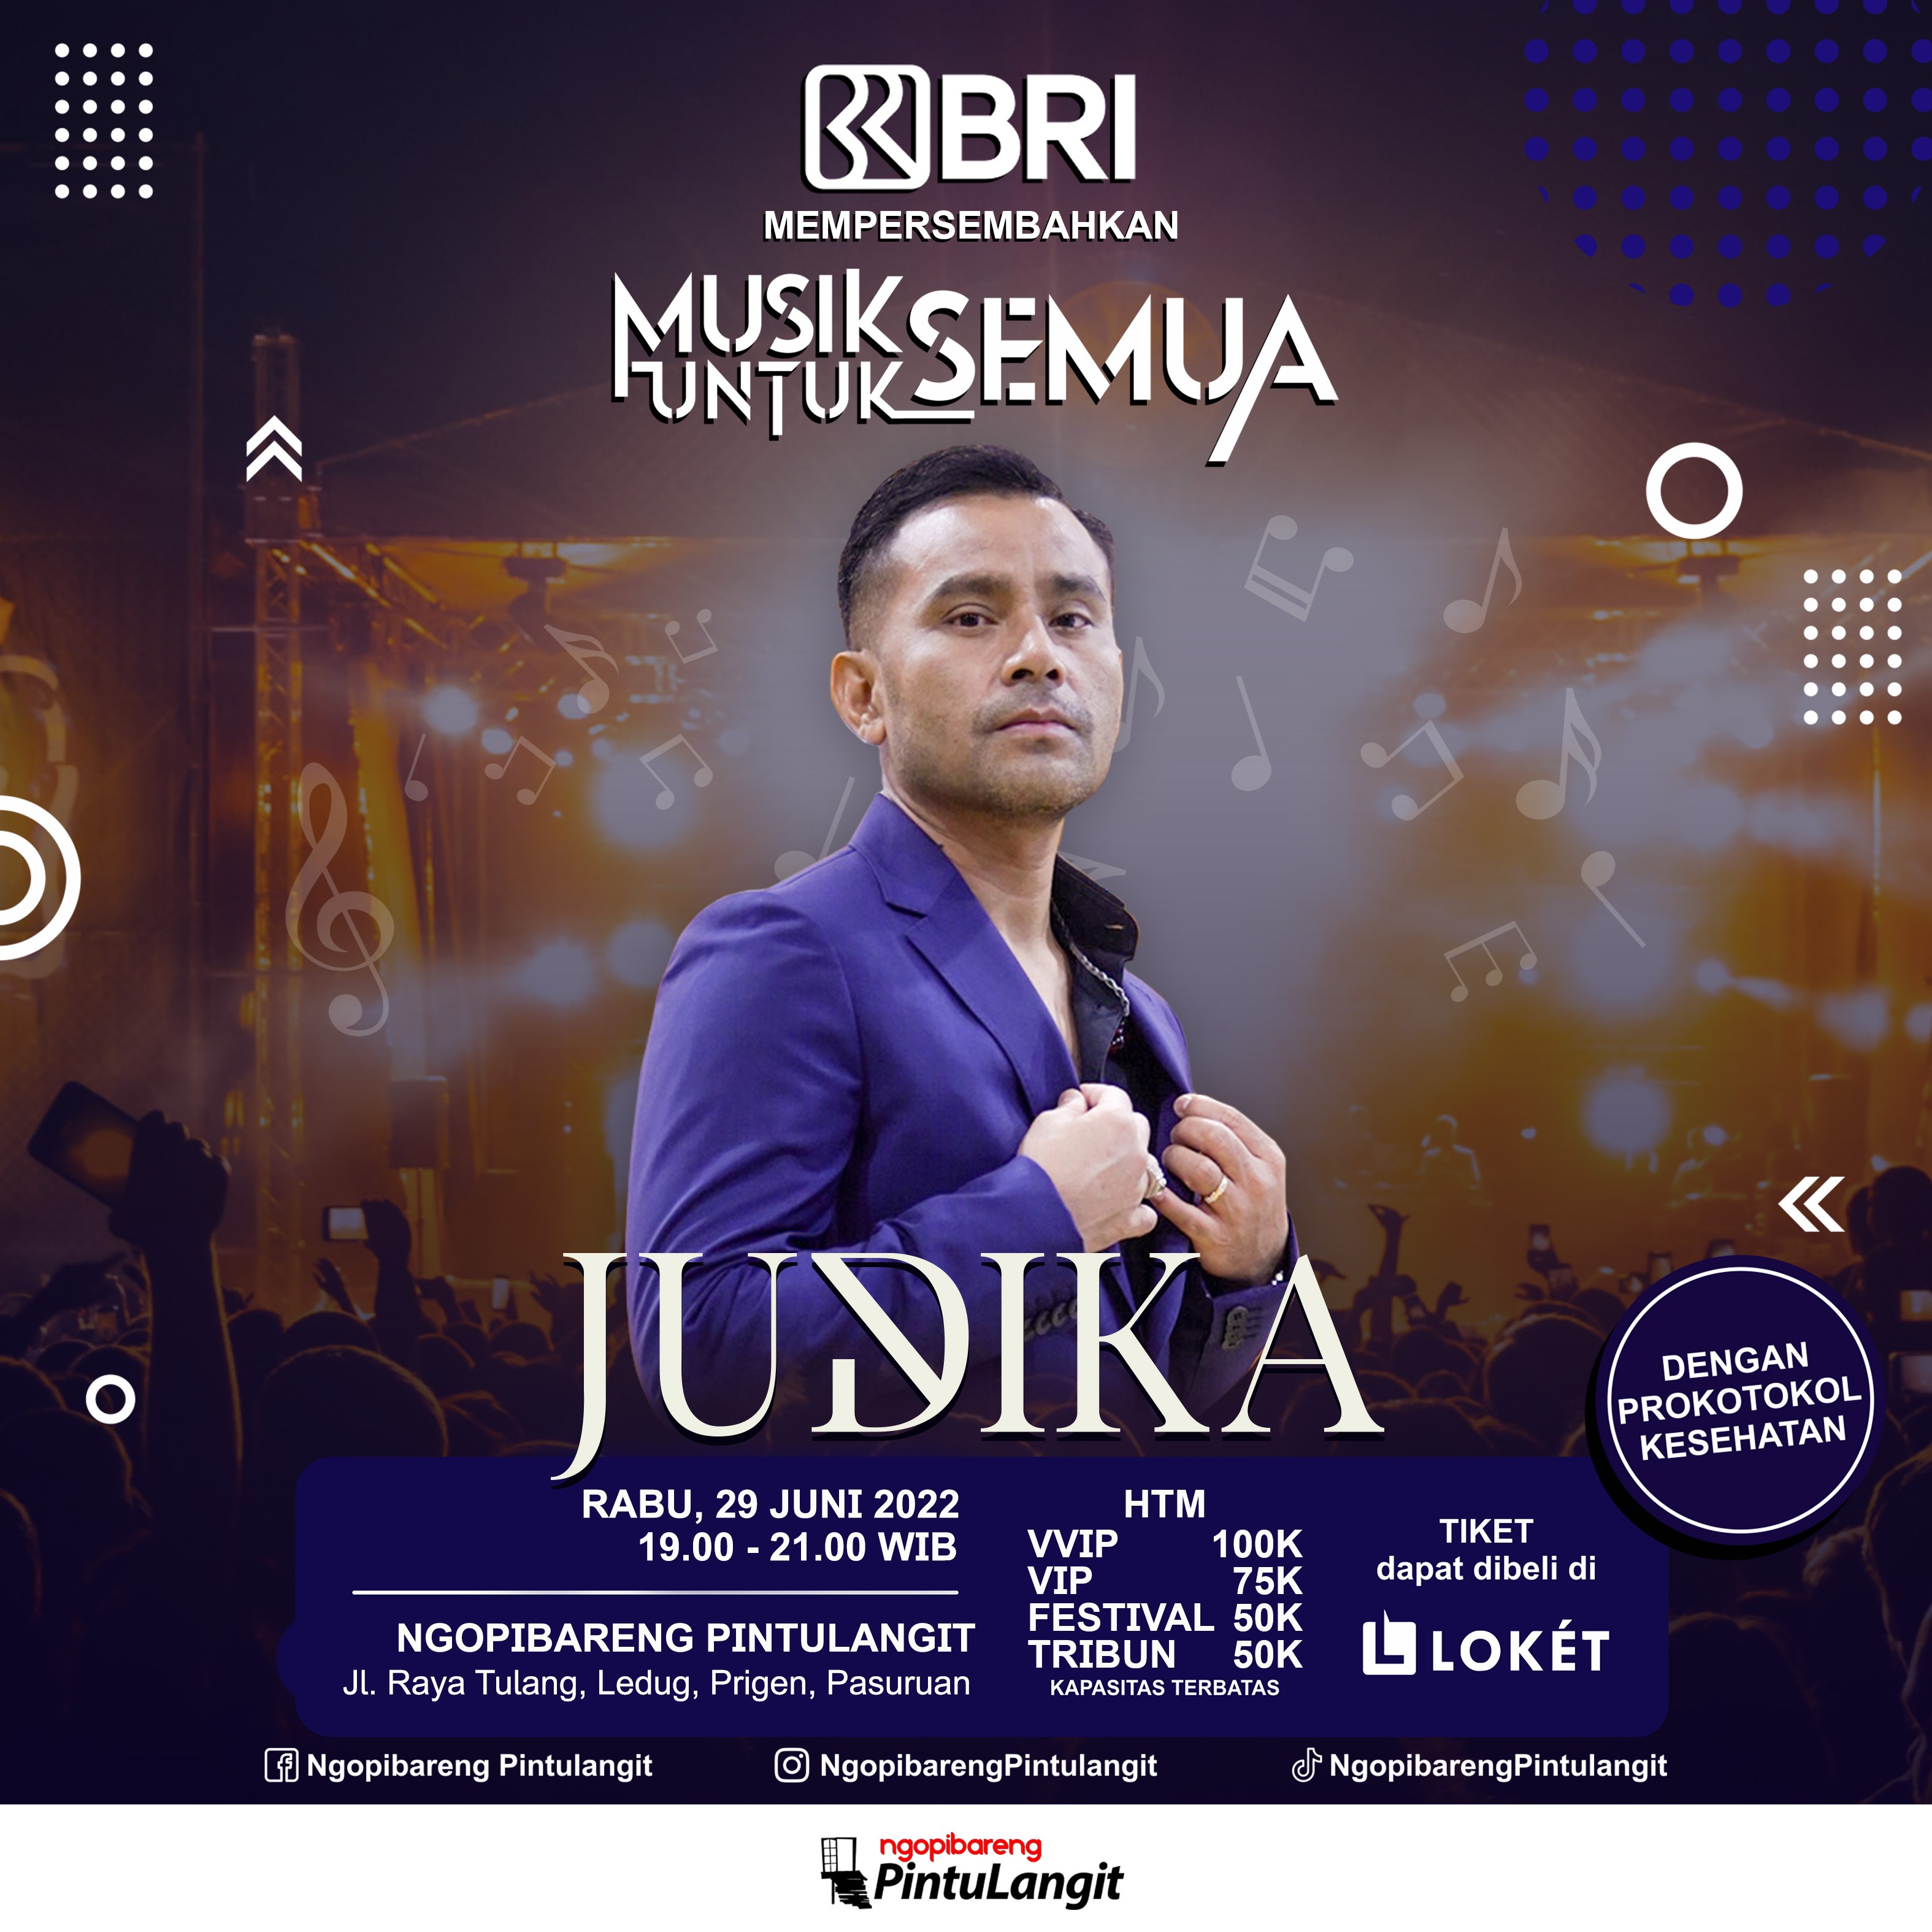 BRI
MEMPERSEMBAHKAN
MUSIK
UNTUK SEMUA
JUDIKA
DENGAN
PROKOTOKOL
KESEHATAN
RABU, 29 JUNI 2022
19.00 - 21.00 WIB
NGOPIBARENG PINTULANGIT
Jl. Raya Tulang, Ledug, Prigen, Pasuruan
HTM
VVIP 100K
VIP 75K
FESTIVAL 50K
TRIBUN 50K
KAPASITAS TERBATAS
TIKET
dapat dibeli di
LOKÉT
Ngopibareng Pintulangit
NgopibarengPintulangit
NgopibarengPintulangit
ngopibareng
PintuLangit